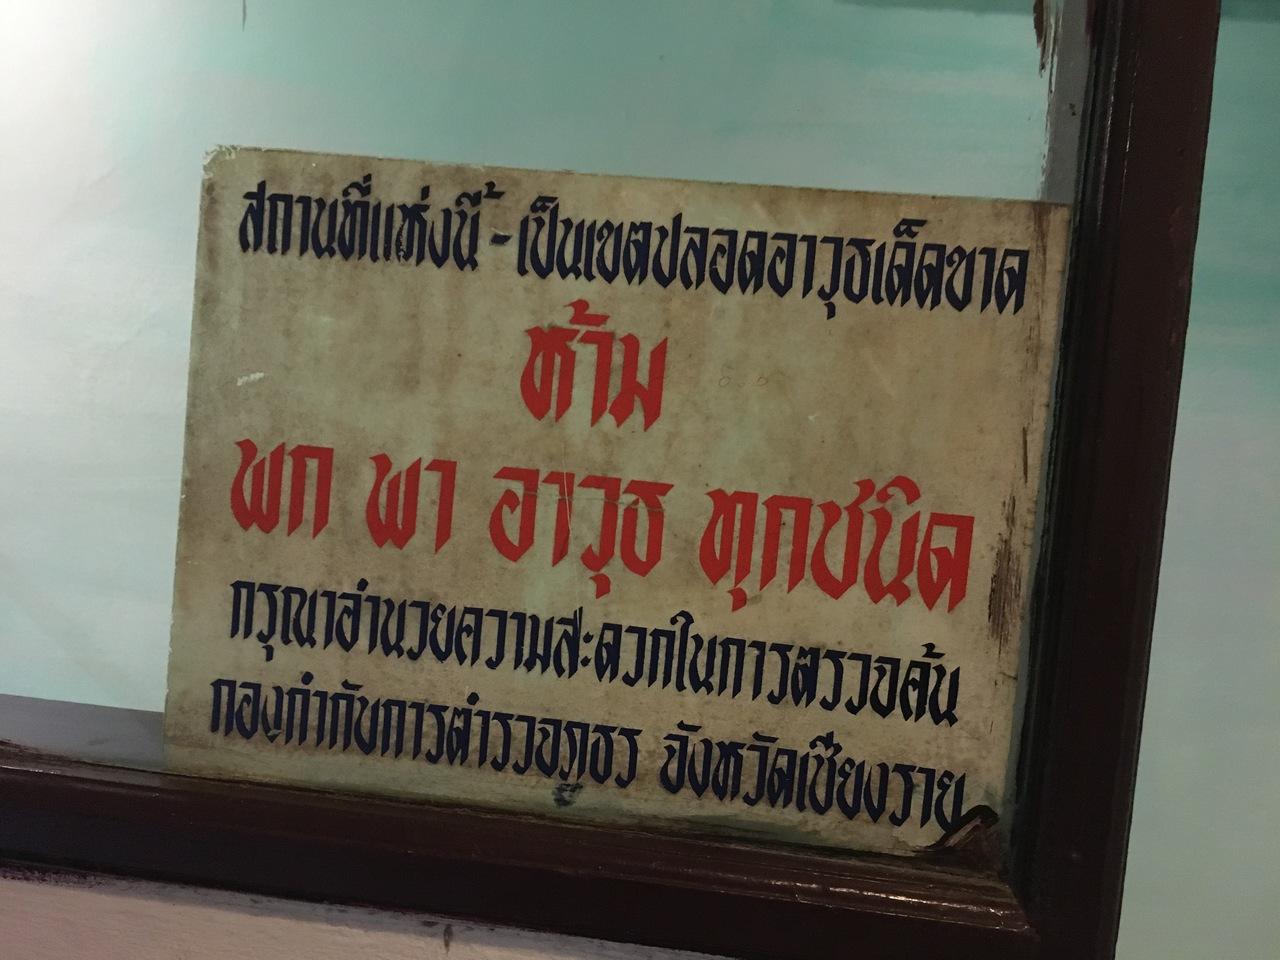 สถานที่แห่งนี้ - เป็นเขตปลอดอาวุธเด็ดขาด
ห้าม
พก พา อาวุธ ทุกชนิด
กรุณาอำนวยความสะดวกในการตรวจค้น
กองกำกับการตำรวจภูธร จังหวัดเชียงราย